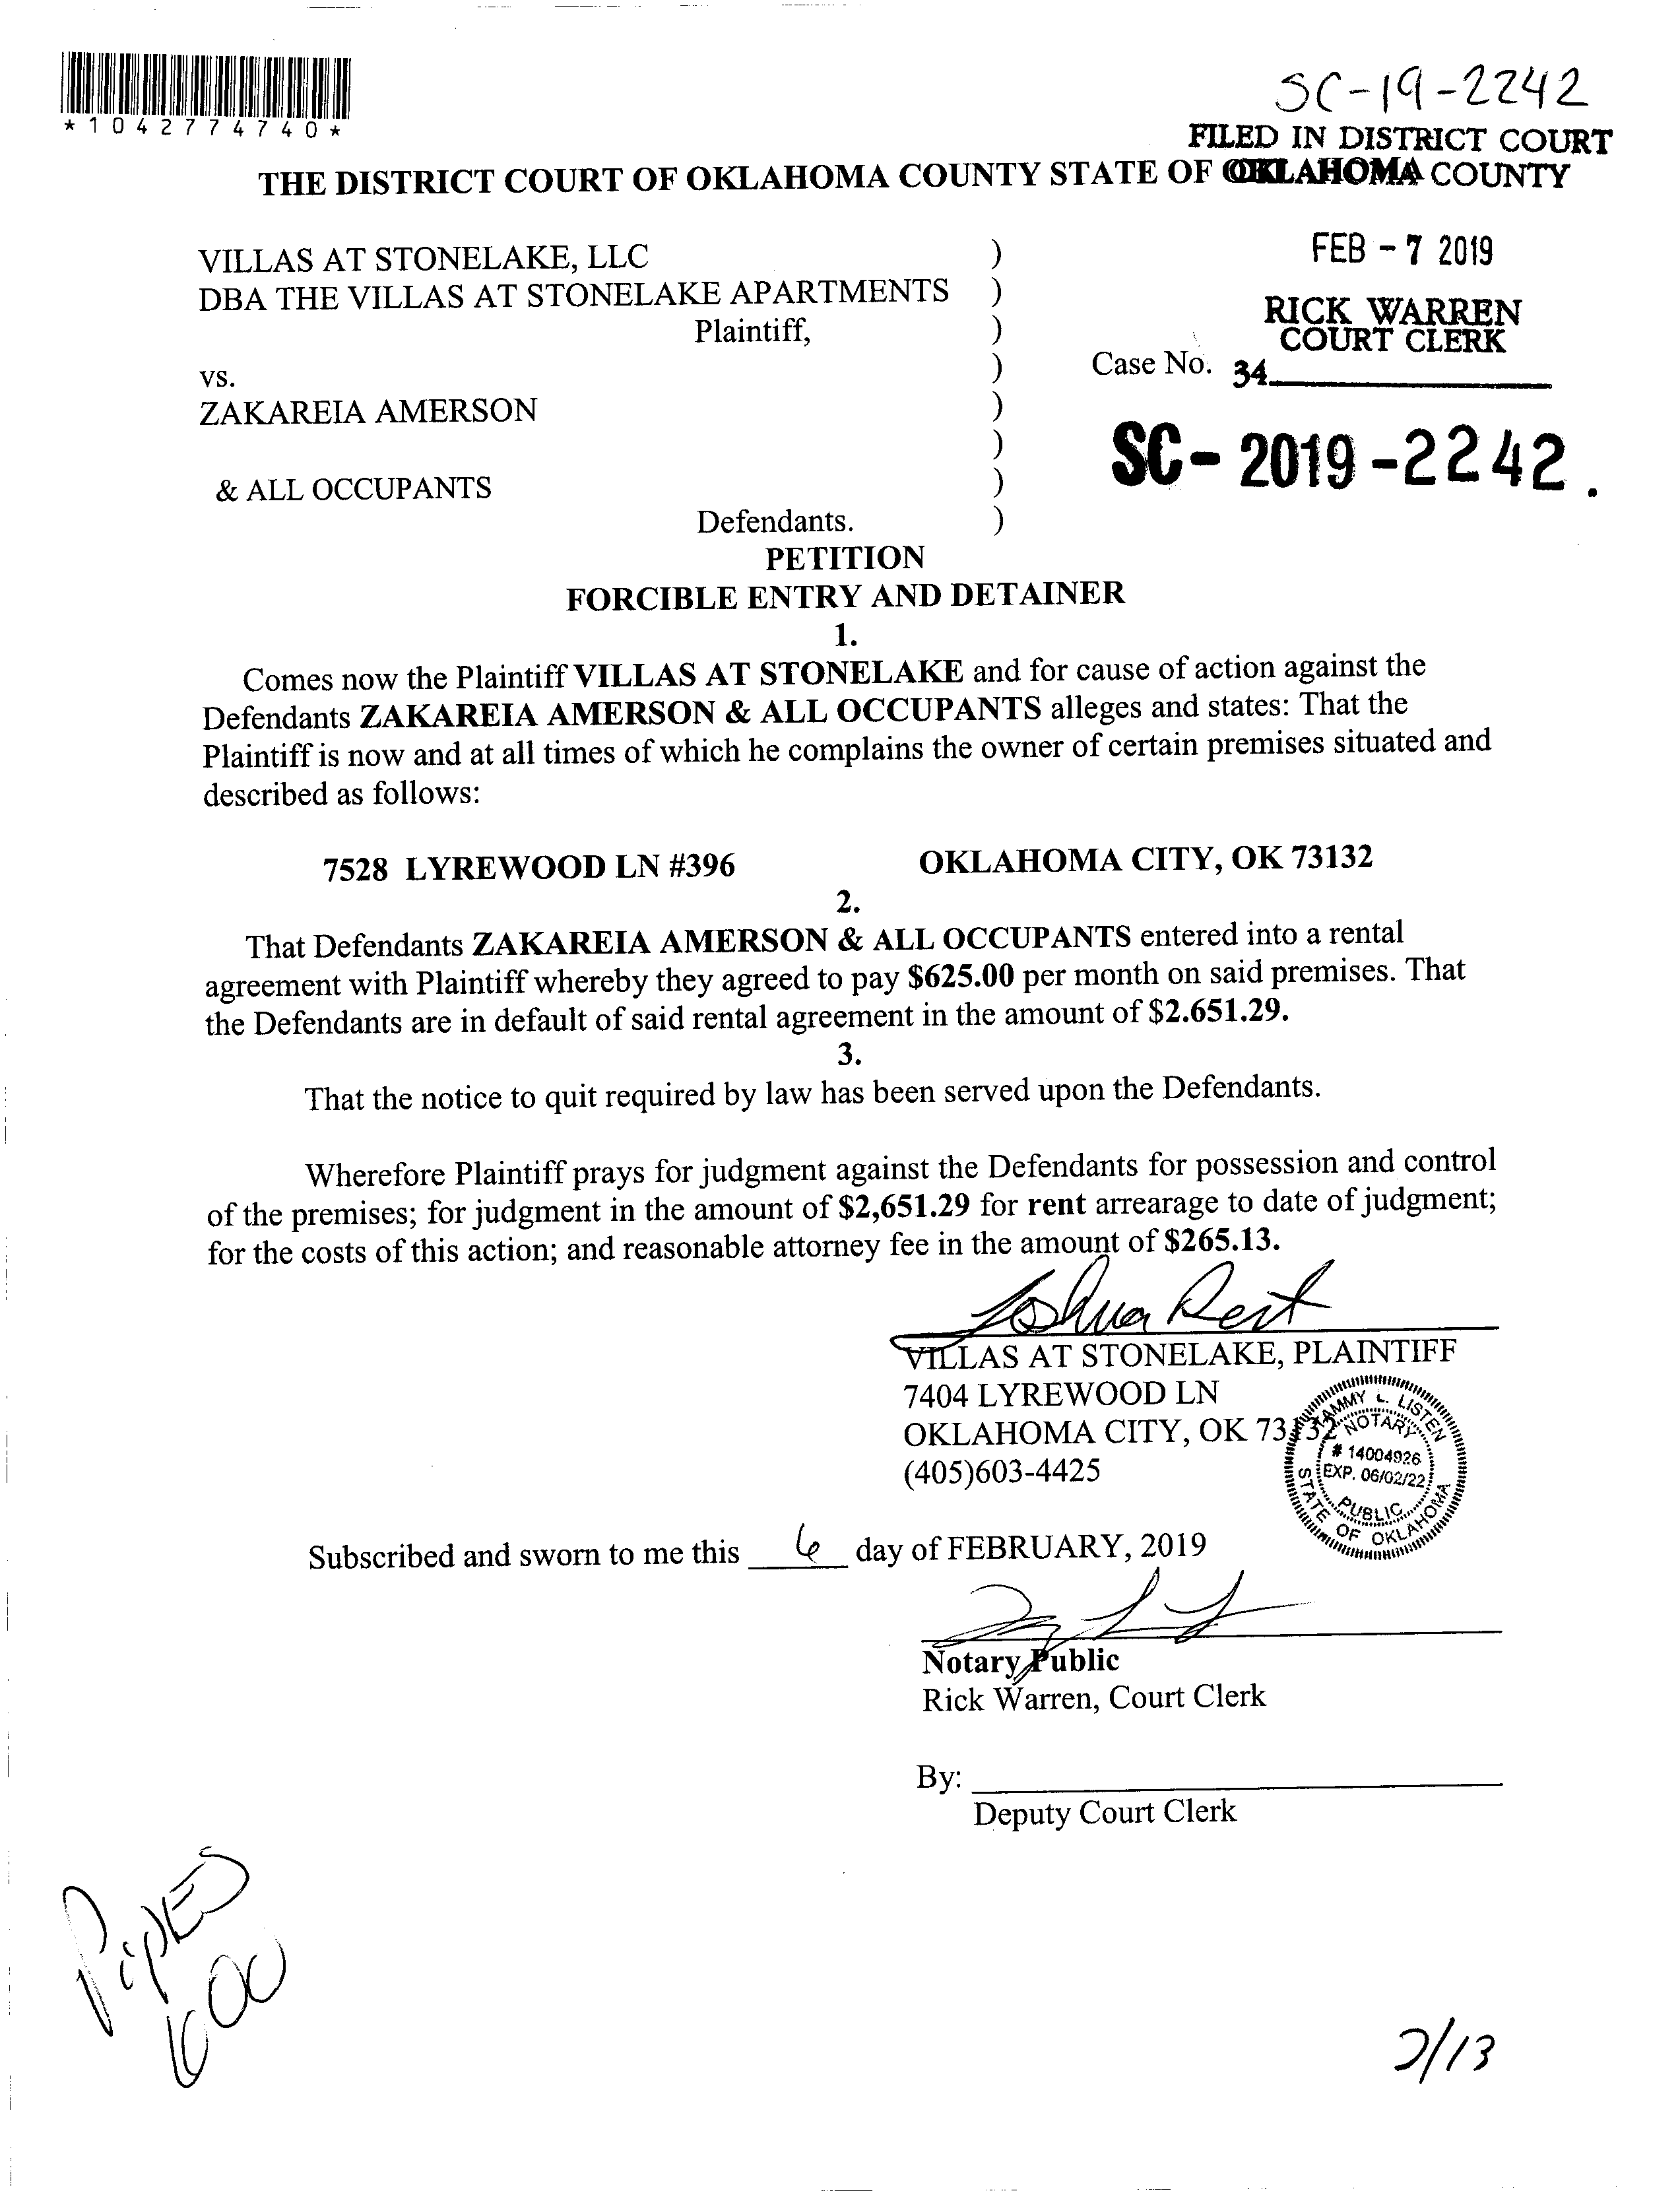 *1042774740*
SC-19-2242
FILED IN DISTRICT COURT
THE DISTRICT COURT OF OKLAHOMA COUNTY STATE OF OKLAHOMA
OKLAHOMA COUNTY
VILLAS AT STONELAKE, LLC )
FEB - 7 2019
DBA THE VILLAS AT STONELAKE APARTMENTS )
RICK WARREN
Plaintiff, )
COURT CLERK
vs. )
Case No.
34
ZAKAREIA AMERSON )
)
SC- 2019 -2242.
& ALL OCCUPANTS )
Defendants. )
PETITION
FORCIBLE ENTRY AND DETAINER
1.
Comes now the Plaintiff VILLAS AT STONELAKE and for cause of action against the
Defendants ZAKAREIA AMERSON & ALL OCCUPANTS alleges and states: That the
Plaintiff is now and at all times of which he complains the owner of certain premises situated and
described as follows:
7528 LYREWOOD LN #396 OKLAHOMA CITY, OK 73132
2.
That Defendants ZAKAREIA AMERSON & ALL OCCUPANTS entered into a rental
agreement with Plaintiff whereby they agreed to pay $625.00 per month on said premises. That
the Defendants are in default of said rental agreement in the amount of $2.651.29.
3.
That the notice to quit required by law has been served upon the Defendants.
Wherefore Plaintiff prays for judgment against the Defendants for possession and control
of the premises; for judgment in the amount of $2,651.29 for rent arrearage to date of judgment;
for the costs of this action; and reasonable attorney fee in the amount of $265.13.
Joshua
VILLAS AT STONELAKE, PLAINTIFF
7404 LYREWOOD LN
OKLAHOMA CITY, OK 73132
(405)603-4425
TAMMY L. LISTEN
NOTARY
# 14004926
EXP. 06/02/22
PUBLIC
STATE OF OKLAHOMA
Subscribed and sworn to me this 6 day of FEBRUARY, 2019
Notary Public
Rick Warren, Court Clerk
By:
Deputy Court Clerk
2/13